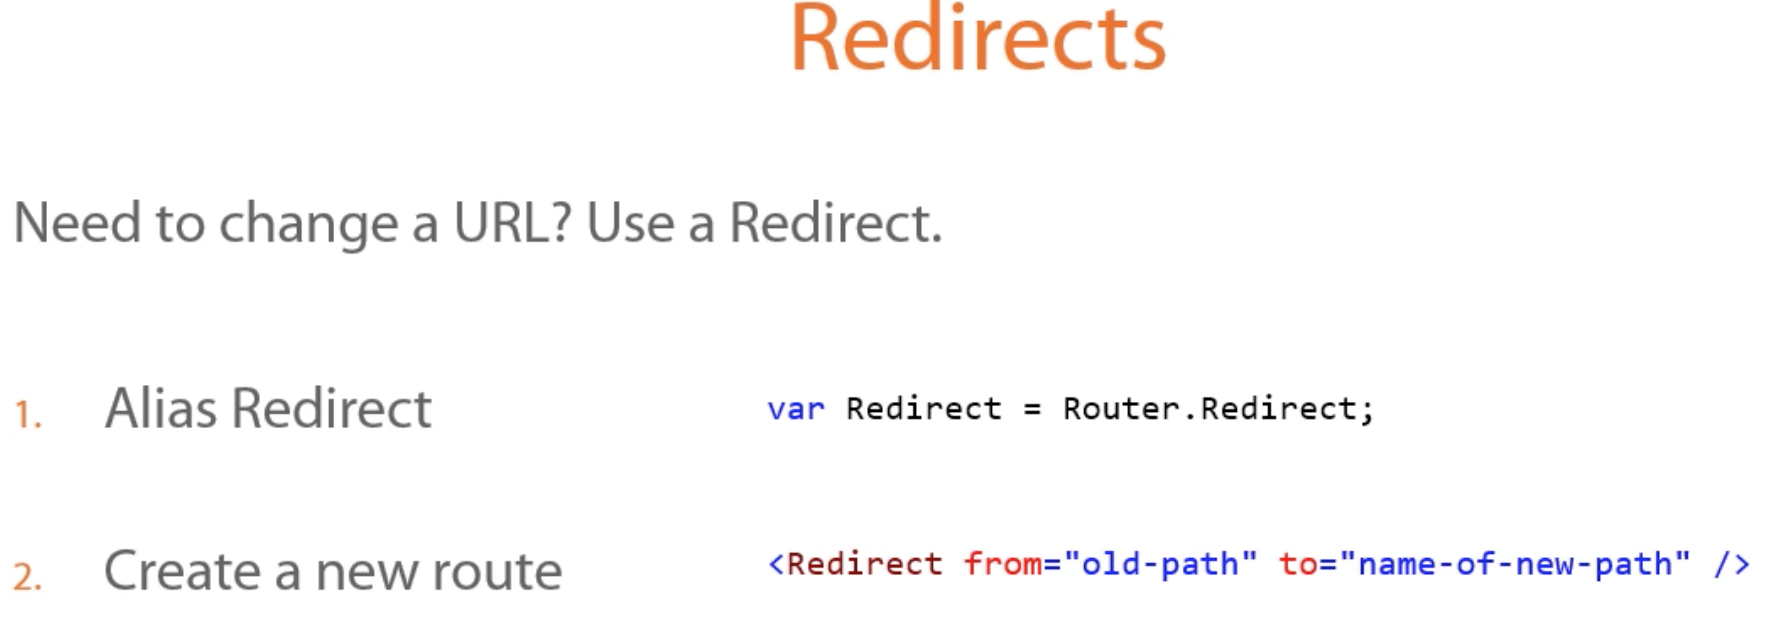 Redirects
Need to change a URL? Use a Redirect.
1. Alias Redirect var Redirect = Router.Redirect;
2. Create a new route <Redirect from="old-path" to="name-of-new-path" />